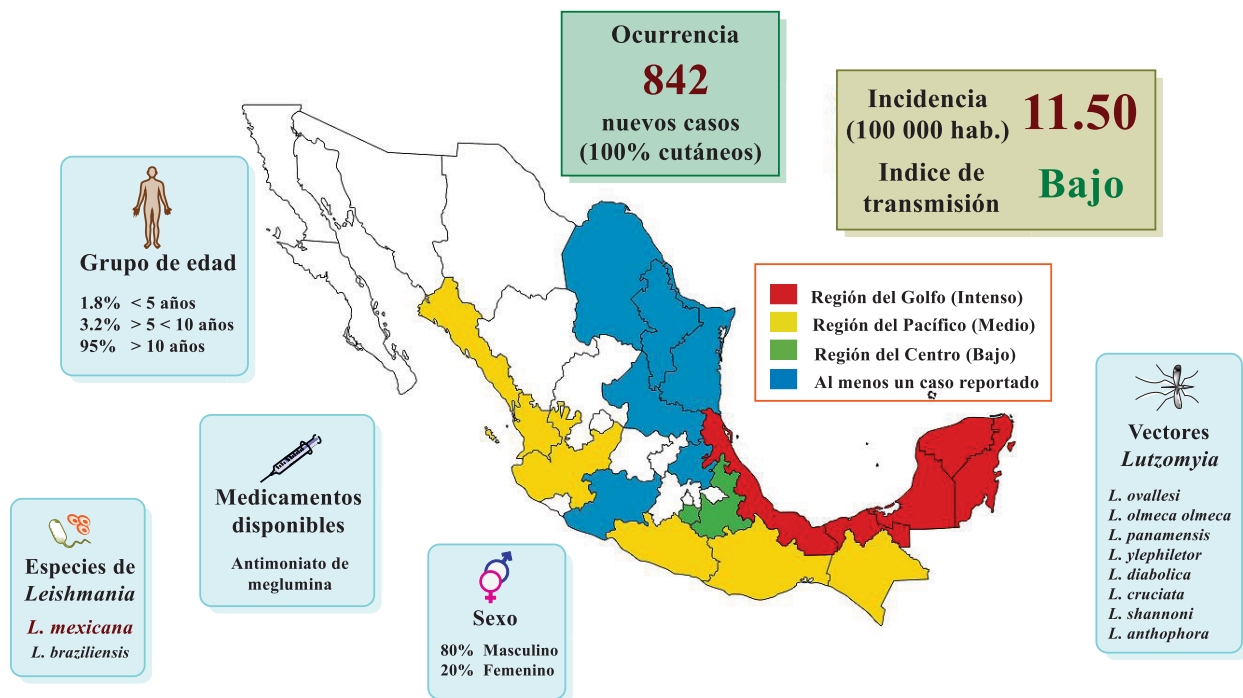 Ocurrencia
842
nuevos casos
(100% cutáneos)
Incidencia
(100 000 hab.)
11.50
Indice de
transmisión
Bajo
Grupo de edad
1.8% < 5 años
3.2% > 5 < 10 años
95% > 10 años
Región del Golfo (Intenso)
Región del Pacífico (Medio)
Región del Centro (Bajo)
Al menos un caso reportado
Medicamentos
disponibles
Antimoniato de
meglumina
Especies de
Leishmania
L. mexicana
L. braziliensis
Sexo
80% Masculino
20% Femenino
Vectores
Lutzomyia
L. ovallesi
L. olmeca olmeca
L. panamensis
L. ylephiletor
L. diabolica
L. cruciata
L. shannoni
L. anthophora